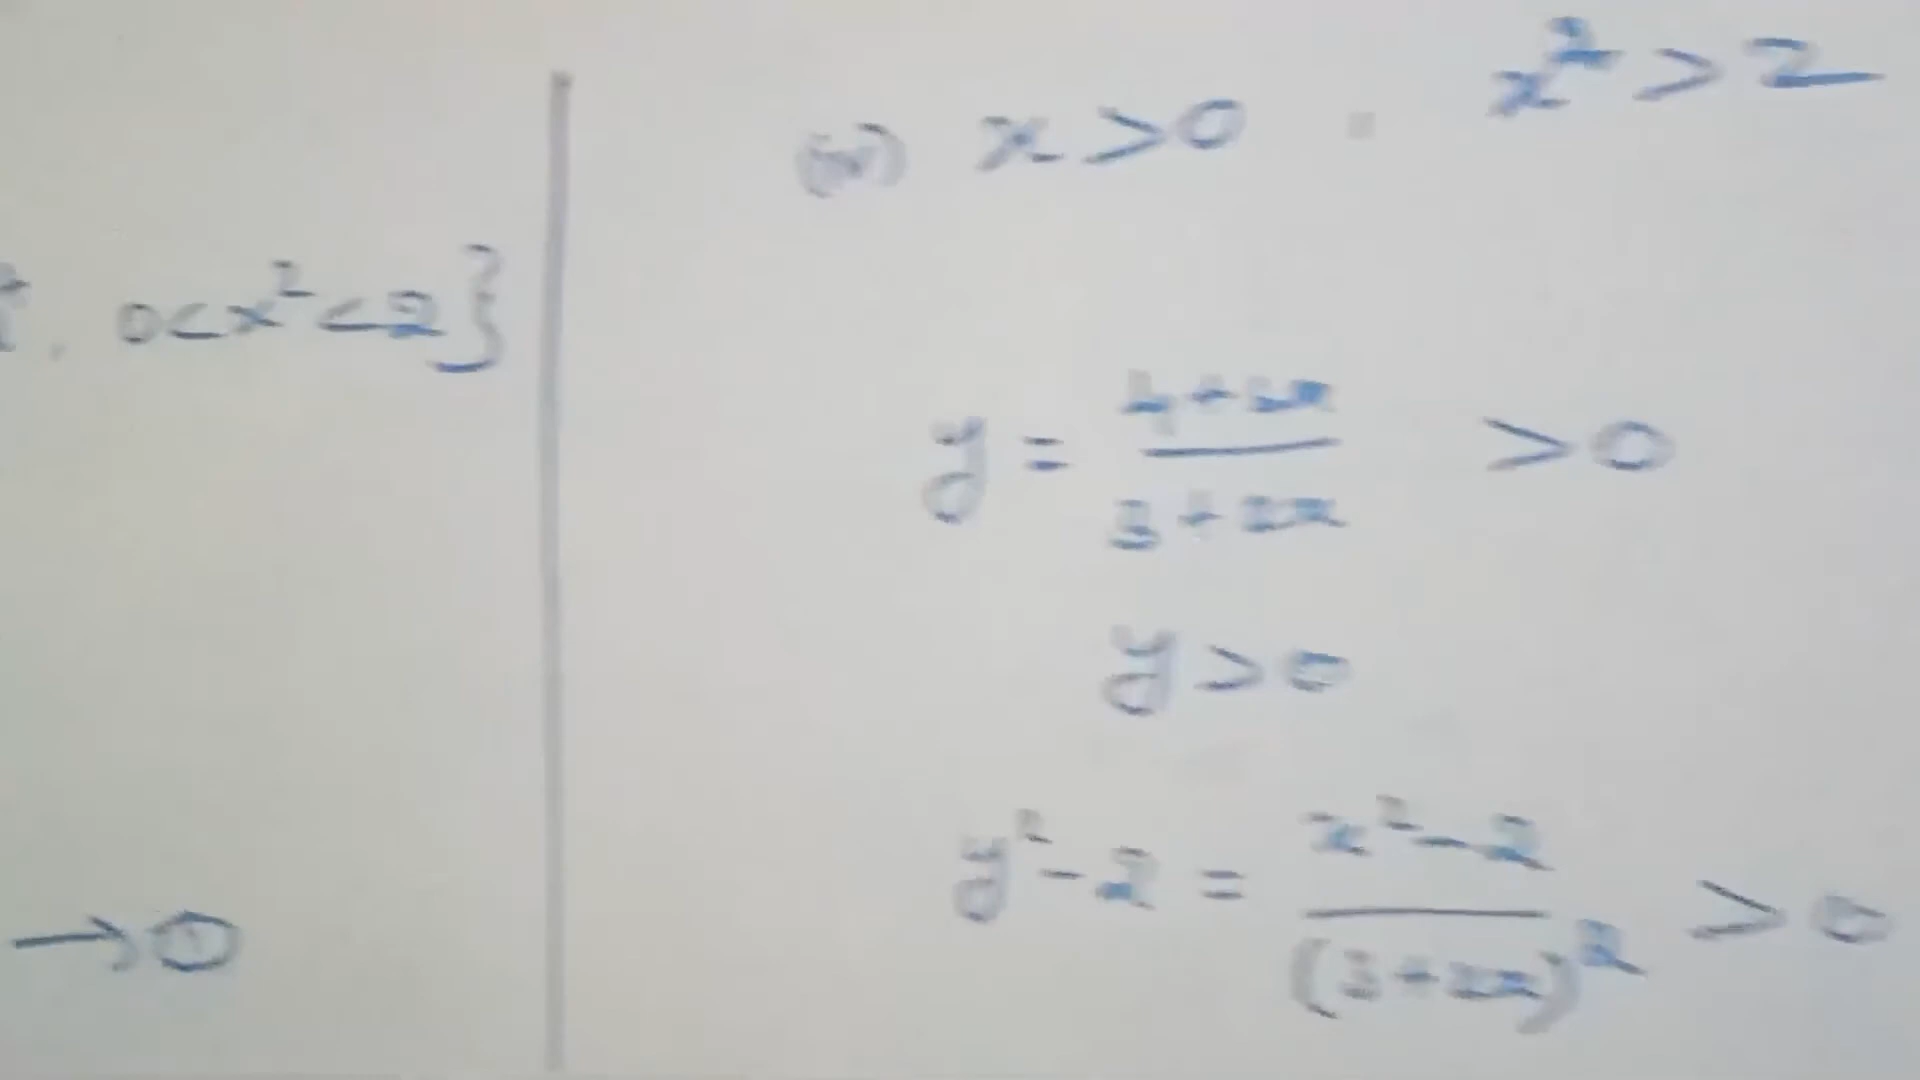 , 0<x²<2}
→①
(iv) x>0 . x²>2
y = 4+3x / 3+2x >0
y>0
y²-2 = x²-2 / (3+2x)² >0